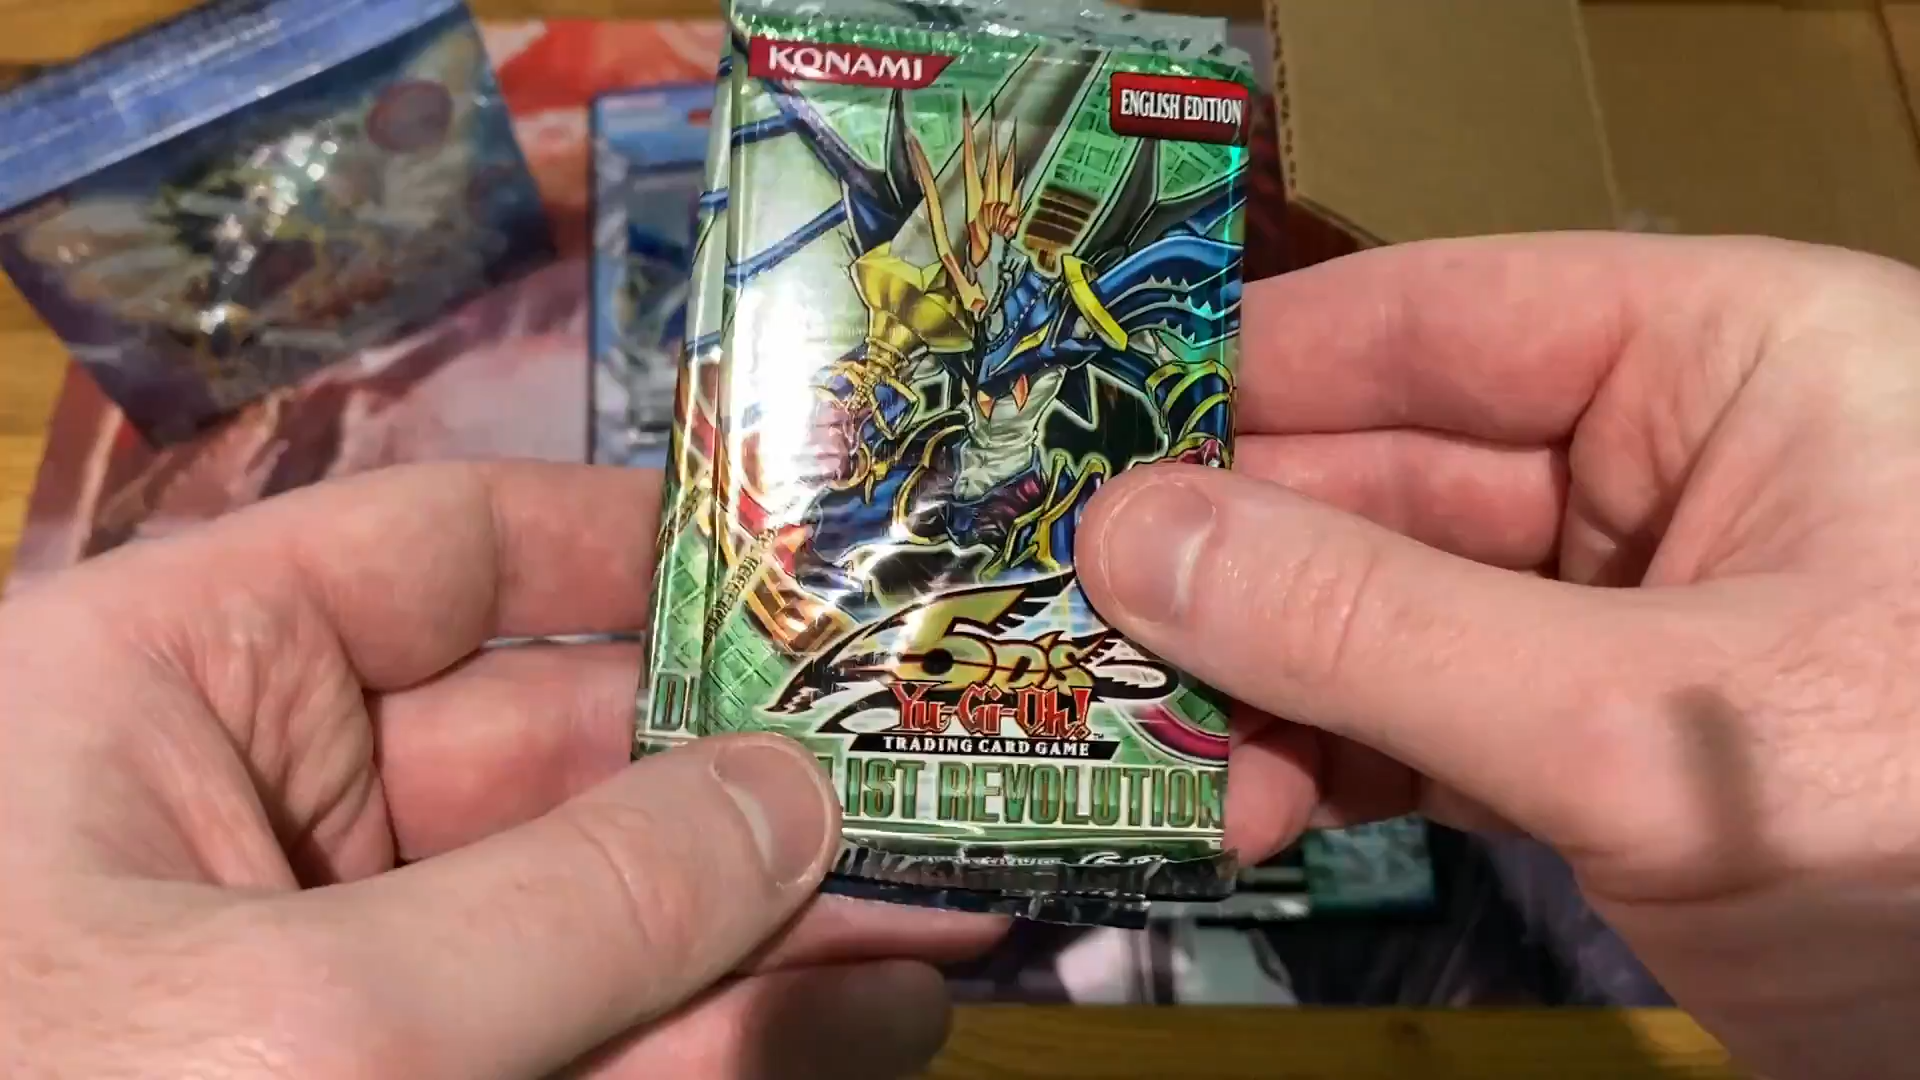 KONAMI
ENGLISH EDITION
5D's
Yu-Gi-Oh!
TRADING CARD GAME
LIST REVOLUTION
D